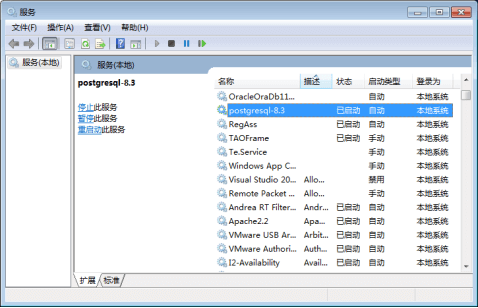 服务
文件(F) 操作(A) 查看(V) 帮助(H)
服务(本地)
服务(本地)
postgresql-8.3
停止此服务
暂停此服务
重启动此服务
名称 描述 状态 启动类型 登录为
OracleOraDb11... 自动 本地系统
postgresql-8.3 已启动 自动 本地系统
RegAss 已启动 自动 本地系统
TAOFrame 已启动 手动 本地系统
Te.Service 手动 本地系统
Windows App C... 手动 本地系统
Visual Studio 20... Allo... 禁用 本地系统
Remote Packet ... Allo... 手动 本地系统
Andrea RT Filter... Andr... 已启动 自动 本地系统
Apache2.2 Apa... 已启动 自动 本地系统
VMware USB Ar... Arbit... 已启动 自动 本地系统
VMware Authori... Auth... 已启动 自动 本地系统
I2-Availability Avail... 已启动 自动 本地系统
扩展 标准